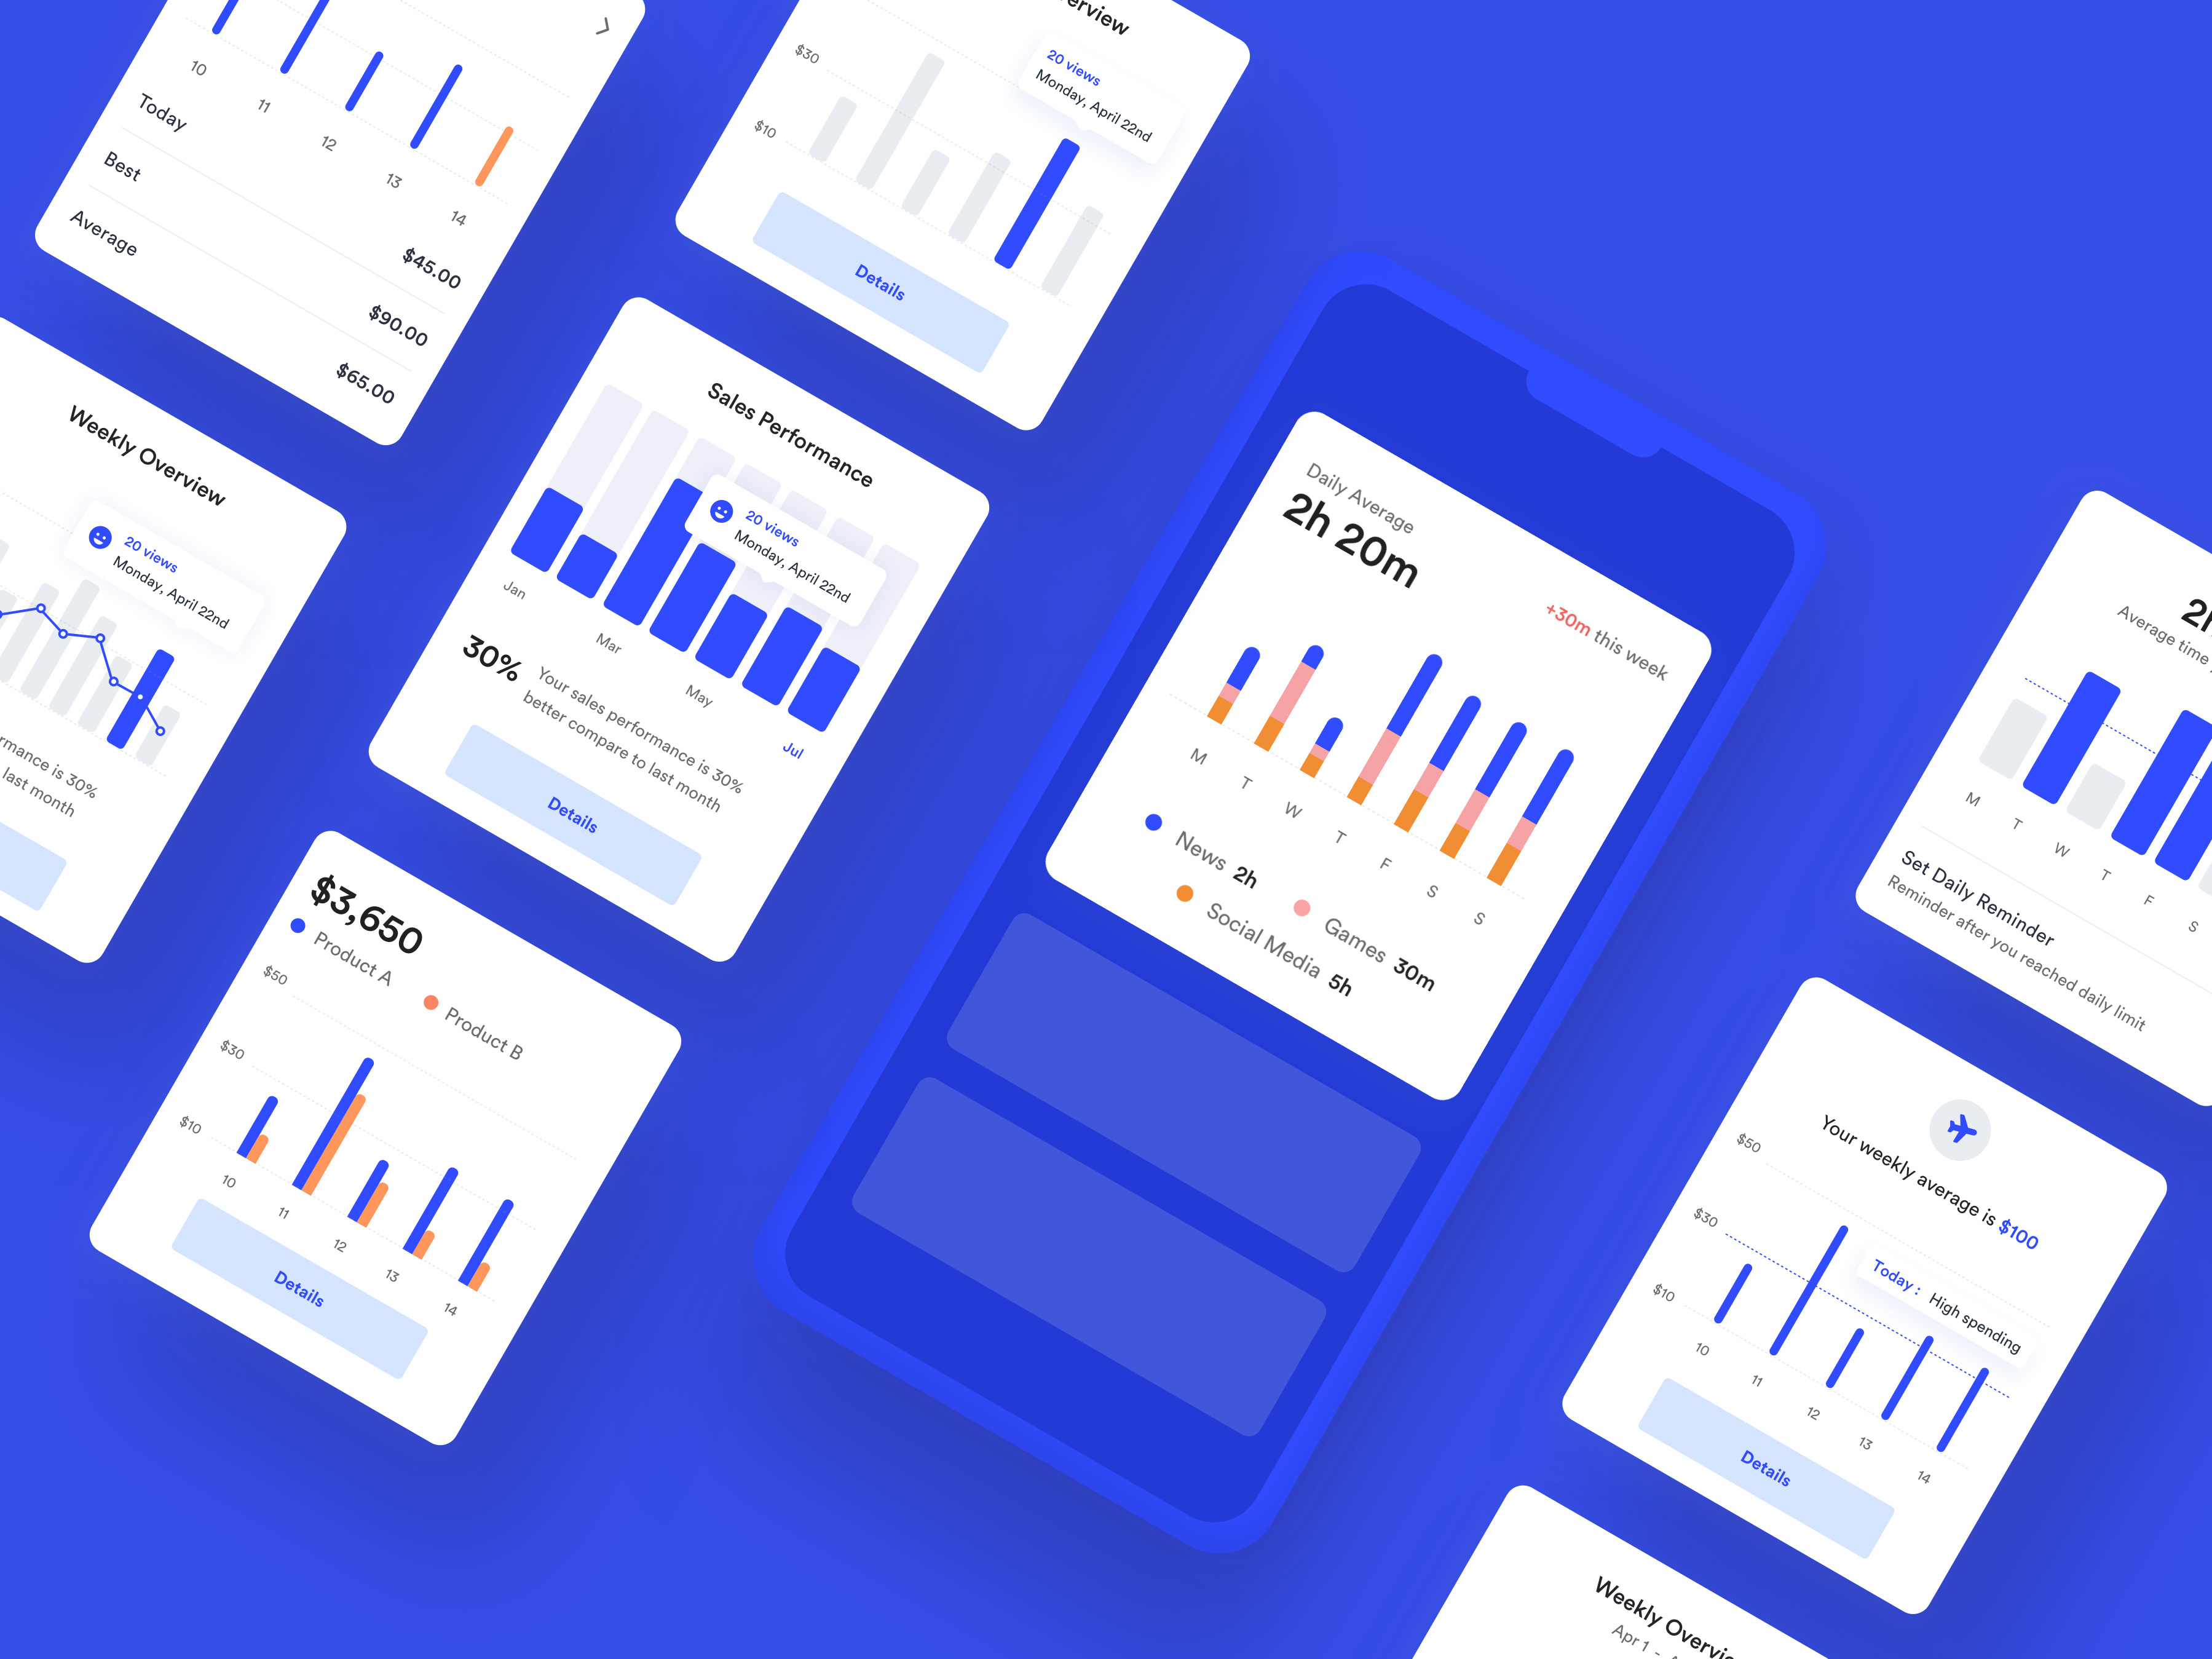 10
11
12
13
14
Today
$45.00
Best
$90.00
Average
$65.00
20 views
Monday, April 22nd
$30
$10
Details
Weekly Overview
20 views
Monday, April 22nd
is 30%
last month
Sales Performance
20 views
Monday, April 22nd
Jan
Mar
May
Jul
30%
Your sales performance is 30%
better compare to last month
Details
$3,650
Product A
Product B
$50
$30
$10
10
11
12
13
14
Details
Daily Average
2h 20m
+30m this week
M
T
W
T
F
S
S
News 2h
Games 30m
Social Media 5h
Average time
M
T
W
T
F
S
Set Daily Reminder
Reminder after you reached daily limit
Your weekly average is $100
$50
$30
$10
Today : High spending
10
11
12
13
14
Details
Weekly
Apr 1 -